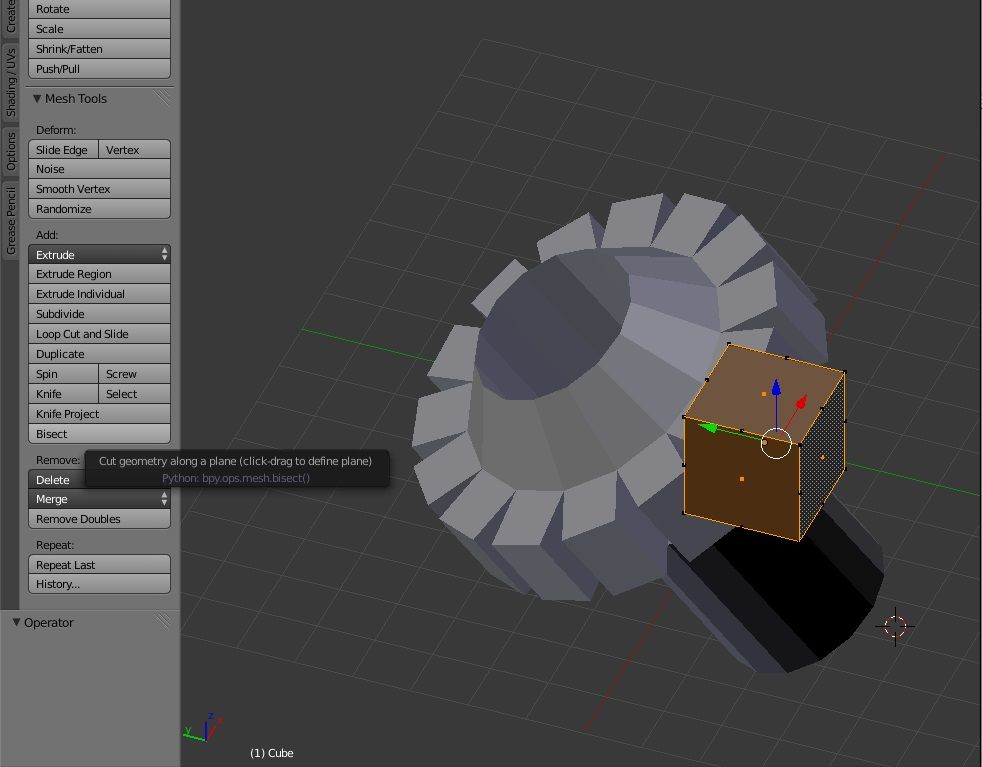 Create
Shading / UVs
Options
Grease Pencil
Rotate
Scale
Shrink/Fatten
Push/Pull
Mesh Tools
Deform:
Slide Edge Vertex
Noise
Smooth Vertex
Randomize
Add:
Extrude
Extrude Region
Extrude Individual
Subdivide
Loop Cut and Slide
Duplicate
Spin Screw
Knife Select
Knife Project
Bisect
Cut geometry along a plane (click-drag to define plane)
Python: bpy.ops.mesh.bisect()
Remove:
Delete
Merge
Remove Doubles
Repeat:
Repeat Last
History...
Operator
z
y x
(1) Cube